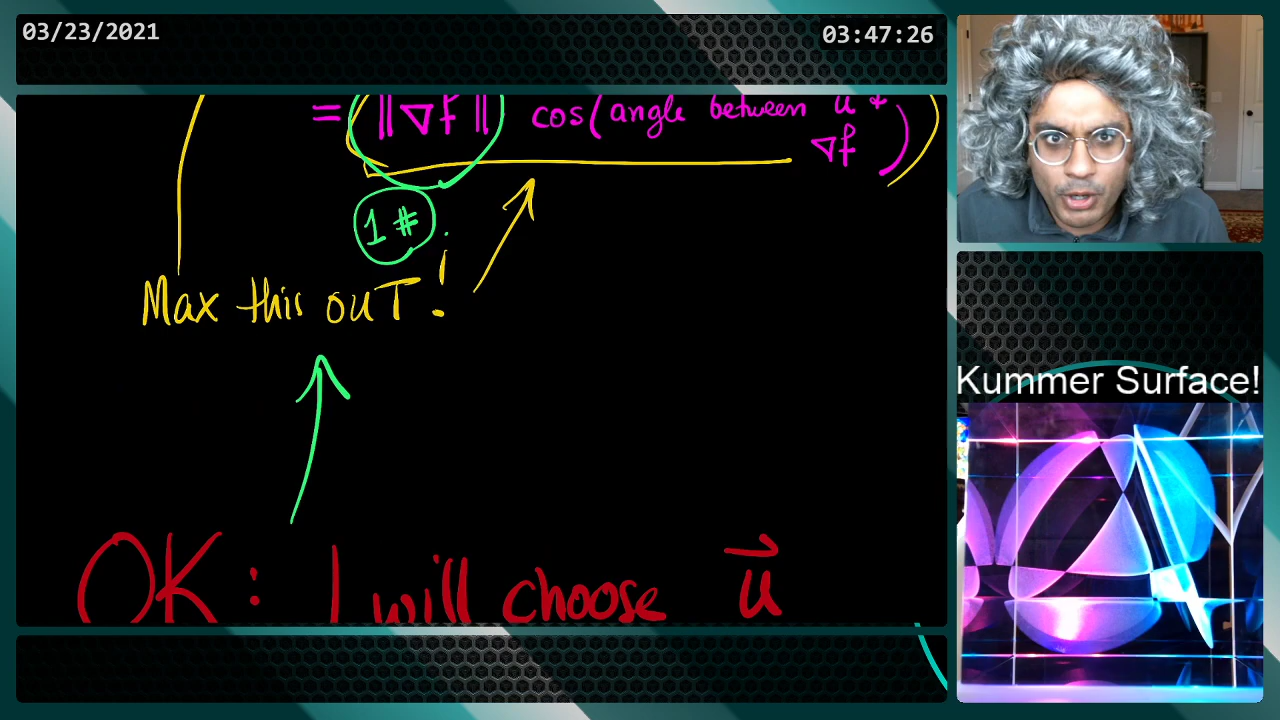 03/23/2021
03:47:26
= ‖∇f‖ cos(angle between u &
∇f)
1 #
Max this ouT!
OK: I will choose u⃗
Kummer Surface!